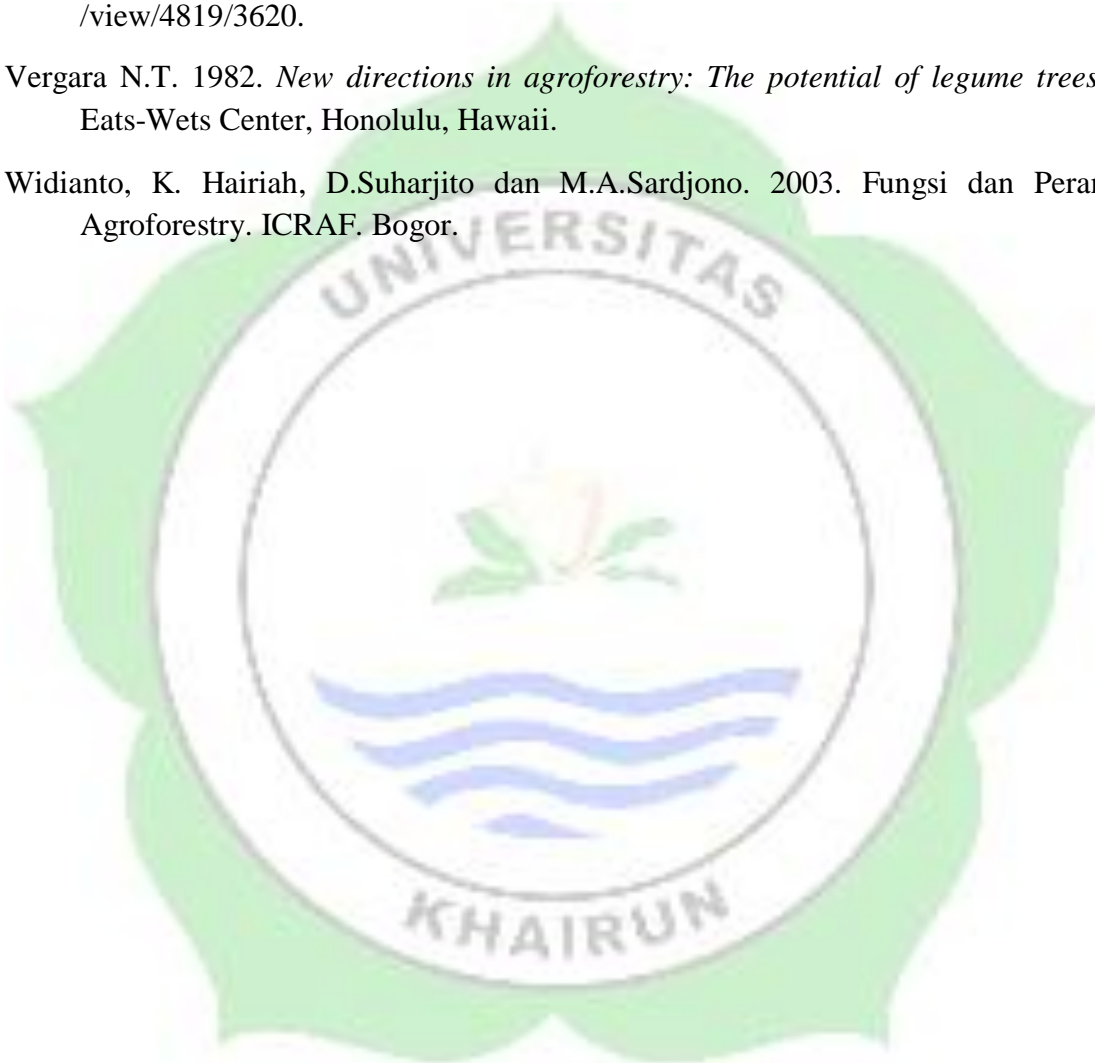 /view/4819/3620.
Vergara N.T. 1982. New directions in agroforestry: The potential of legume trees
Eats-Wets Center, Honolulu, Hawaii.
Widianto, K. Hairiah, D.Suharjito dan M.A.Sardjono. 2003. Fungsi dan Peran
Agroforestry. ICRAF. Bogor.
UNIVERSITAS
KHAIRUN